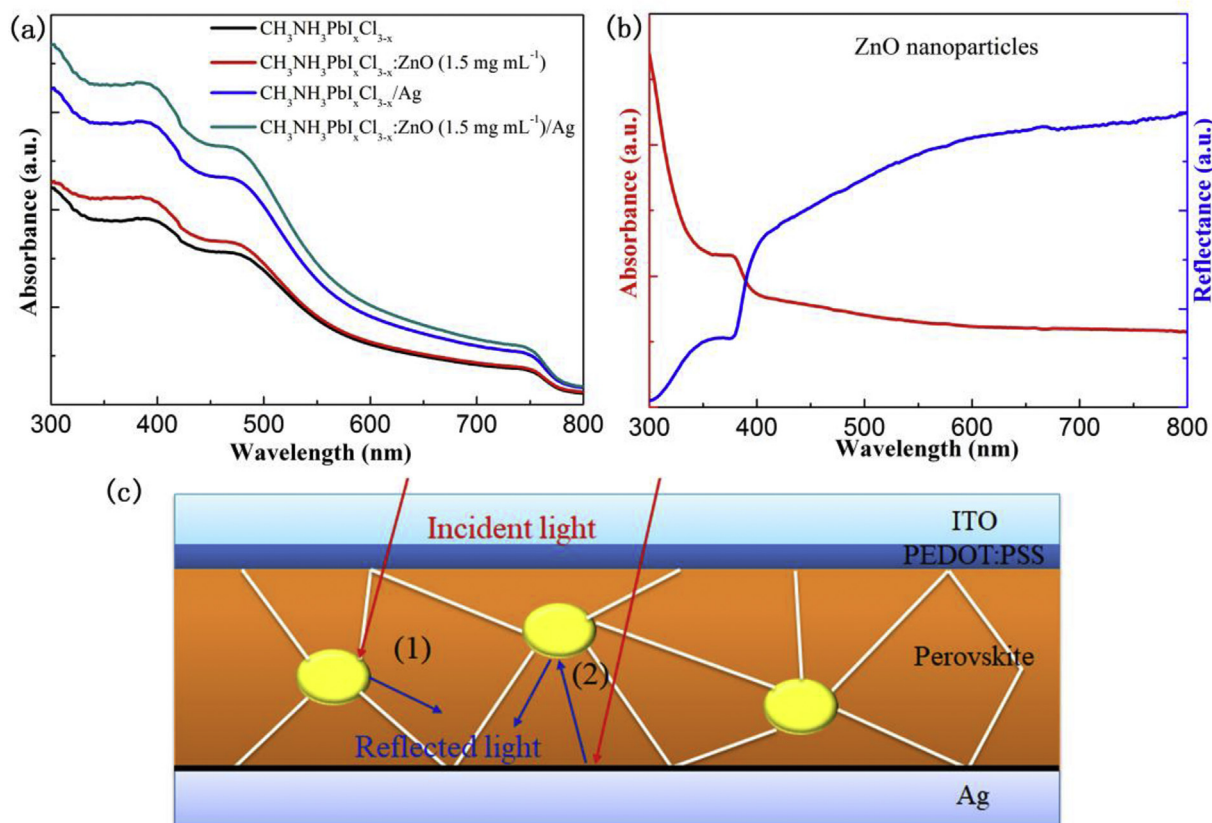 (a)
CH₃NH₃PbIₓCl₃₋ₓ
CH₃NH₃PbIₓCl₃₋ₓ:ZnO (1.5 mg mL⁻¹)
CH₃NH₃PbIₓCl₃₋ₓ/Ag
CH₃NH₃PbIₓCl₃₋ₓ:ZnO (1.5 mg mL⁻¹)/Ag
Absorbance (a.u.)
300 400 500 600 700 800
Wavelength (nm)
(b)
ZnO nanoparticles
Absorbance (a.u.)
Reflectance (a.u.)
300 400 500 600 700 800
Wavelength (nm)
(c)
Incident light
ITO
PEDOT:PSS
(1)
(2)
Perovskite
Reflected light
Ag